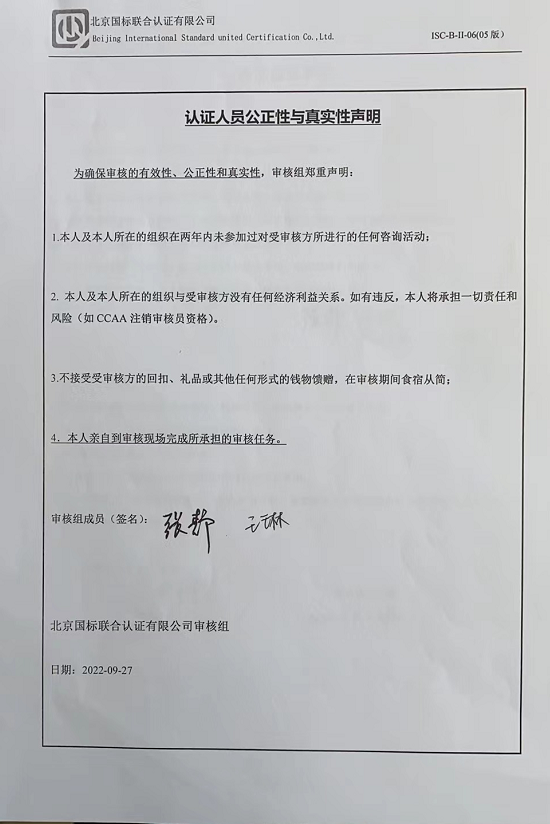 北京国标联合认证有限公司
Beijing International Standard united Certification Co.,Ltd.
ISC-B-II-06(05 版)
认证人员公正性与真实性声明
为确保审核的有效性、公正性和真实性，审核组郑重声明：
1.本人及本人所在的组织在两年内未参加过对受审核方所进行的任何咨询活动；
2. 本人及本人所在的组织与受审核方没有任何经济利益关系。如有违反，本人将承担一切责任和
风险（如 CCAA 注销审核员资格）。
3.不接受受审核方的回扣、礼品或其他任何形式的钱物馈赠，在审核期间食宿从简；
4．本人亲自到审核现场完成所承担的审核任务。
审核组成员（签名）：
北京国标联合认证有限公司审核组
日期：2022-09-27